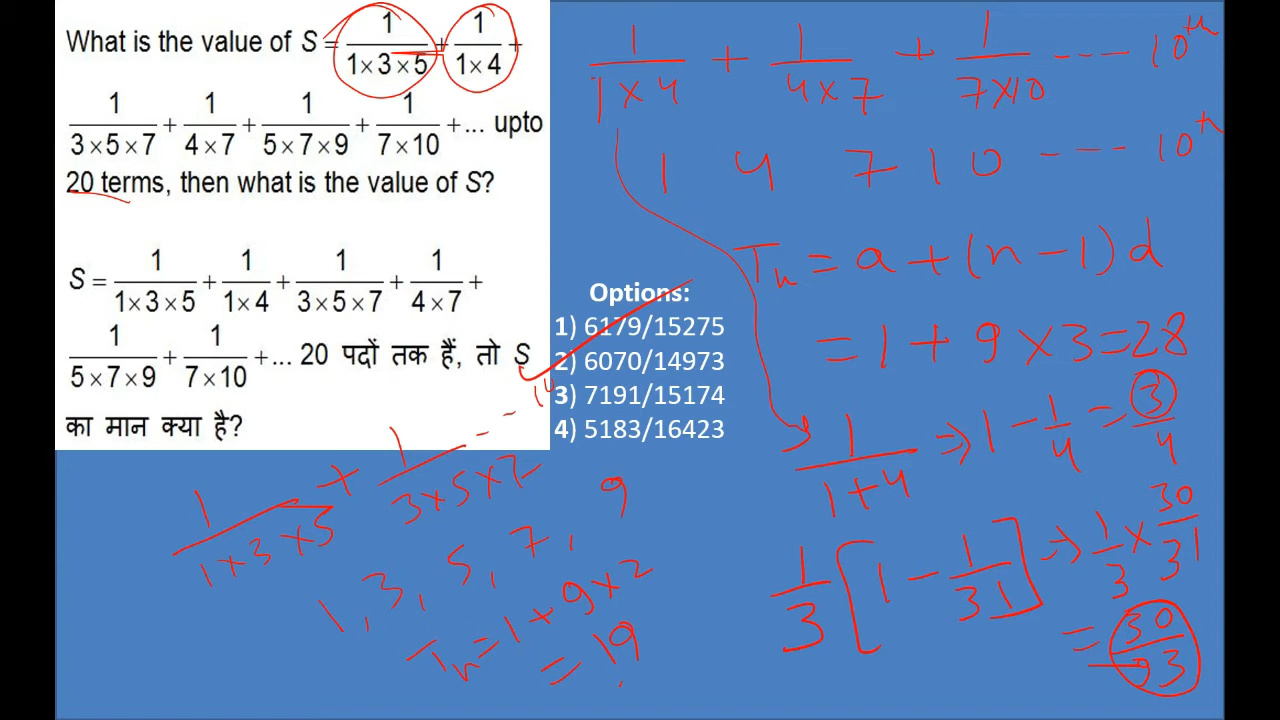 What is the value of S = 1/(1×3×5) + 1/(1×4) +
1/(3×5×7) + 1/(4×7) + 1/(5×7×9) + 1/(7×10) + ... upto
20 terms, then what is the value of S?
S = 1/(1×3×5) + 1/(1×4) + 1/(3×5×7) + 1/(4×7) +
1/(5×7×9) + 1/(7×10) + ... 20 पदों तक हैं, तो S
का मान क्या है?
Options:
1) 6179/15275
2) 6070/14973
3) 7191/15174
4) 5183/16423
1/(1×4) + 1/(4×7) + 1/(7×10) --- 10th
1 4 7 10 --- 10th
Tn = a + (n - 1) d
= 1 + 9 × 3 = 28
1/(1+4) => 1 - 1/4 = 3/4
1/3 [1 - 1/31] => 1/3 × 30/31
= 30/93
1/(1×3×5) + 1/(3×5×7) --- 10
1, 3, 5, 7, 9
Tn = 1 × 9 × 2
= 19